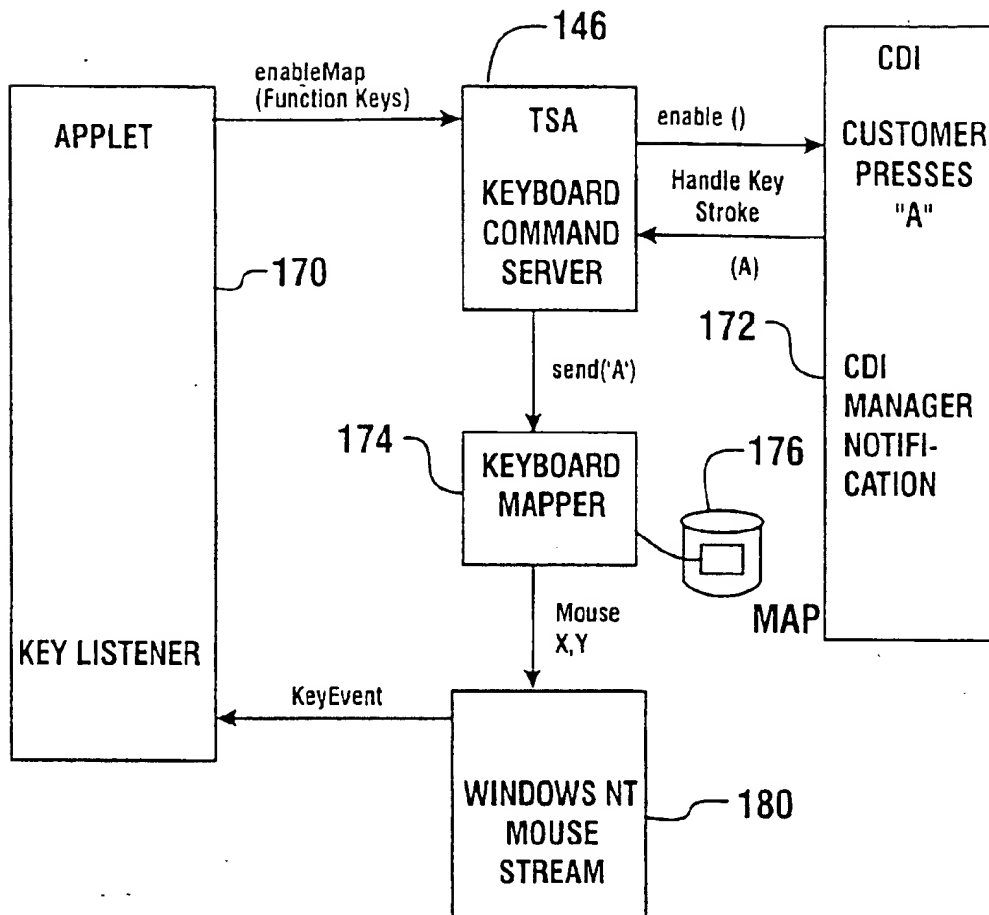 146
enableMap
(Function Keys)
APPLET
KEY LISTENER
170
TSA
KEYBOARD
COMMAND
SERVER
enable ()
Handle Key
Stroke
(A)
CDI
CUSTOMER
PRESSES
"A"
172
CDI
MANAGER
NOTIFI-
CATION
send('A')
174
KEYBOARD
MAPPER
176
MAP
Mouse
X,Y
KeyEvent
WINDOWS NT
MOUSE
STREAM
180